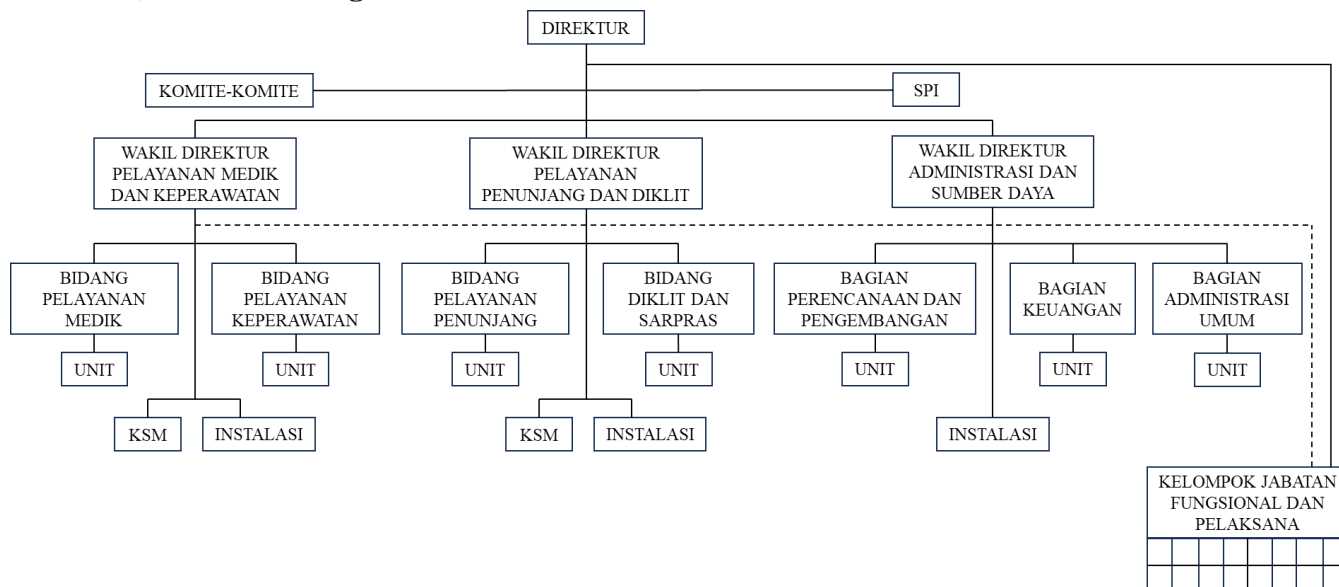 DIREKTUR
KOMITE-KOMITE
SPI
WAKIL DIREKTUR
PELAYANAN MEDIK
DAN KEPERAWATAN
WAKIL DIREKTUR
PELAYANAN
PENUNJANG DAN DIKLIT
WAKIL DIREKTUR
ADMINISTRASI DAN
SUMBER DAYA
BIDANG
PELAYANAN
MEDIK
BIDANG
PELAYANAN
KEPERAWATAN
BIDANG
PELAYANAN
PENUNJANG
BIDANG
DIKLIT DAN
SARPRAS
BAGIAN
PERENCANAAN DAN
PENGEMBANGAN
BAGIAN
KEUANGAN
BAGIAN
ADMINISTRASI
UMUM
UNIT
UNIT
UNIT
UNIT
UNIT
UNIT
UNIT
KSM
INSTALASI
KSM
INSTALASI
INSTALASI
KELOMPOK JABATAN
FUNGSIONAL DAN
PELAKSANA